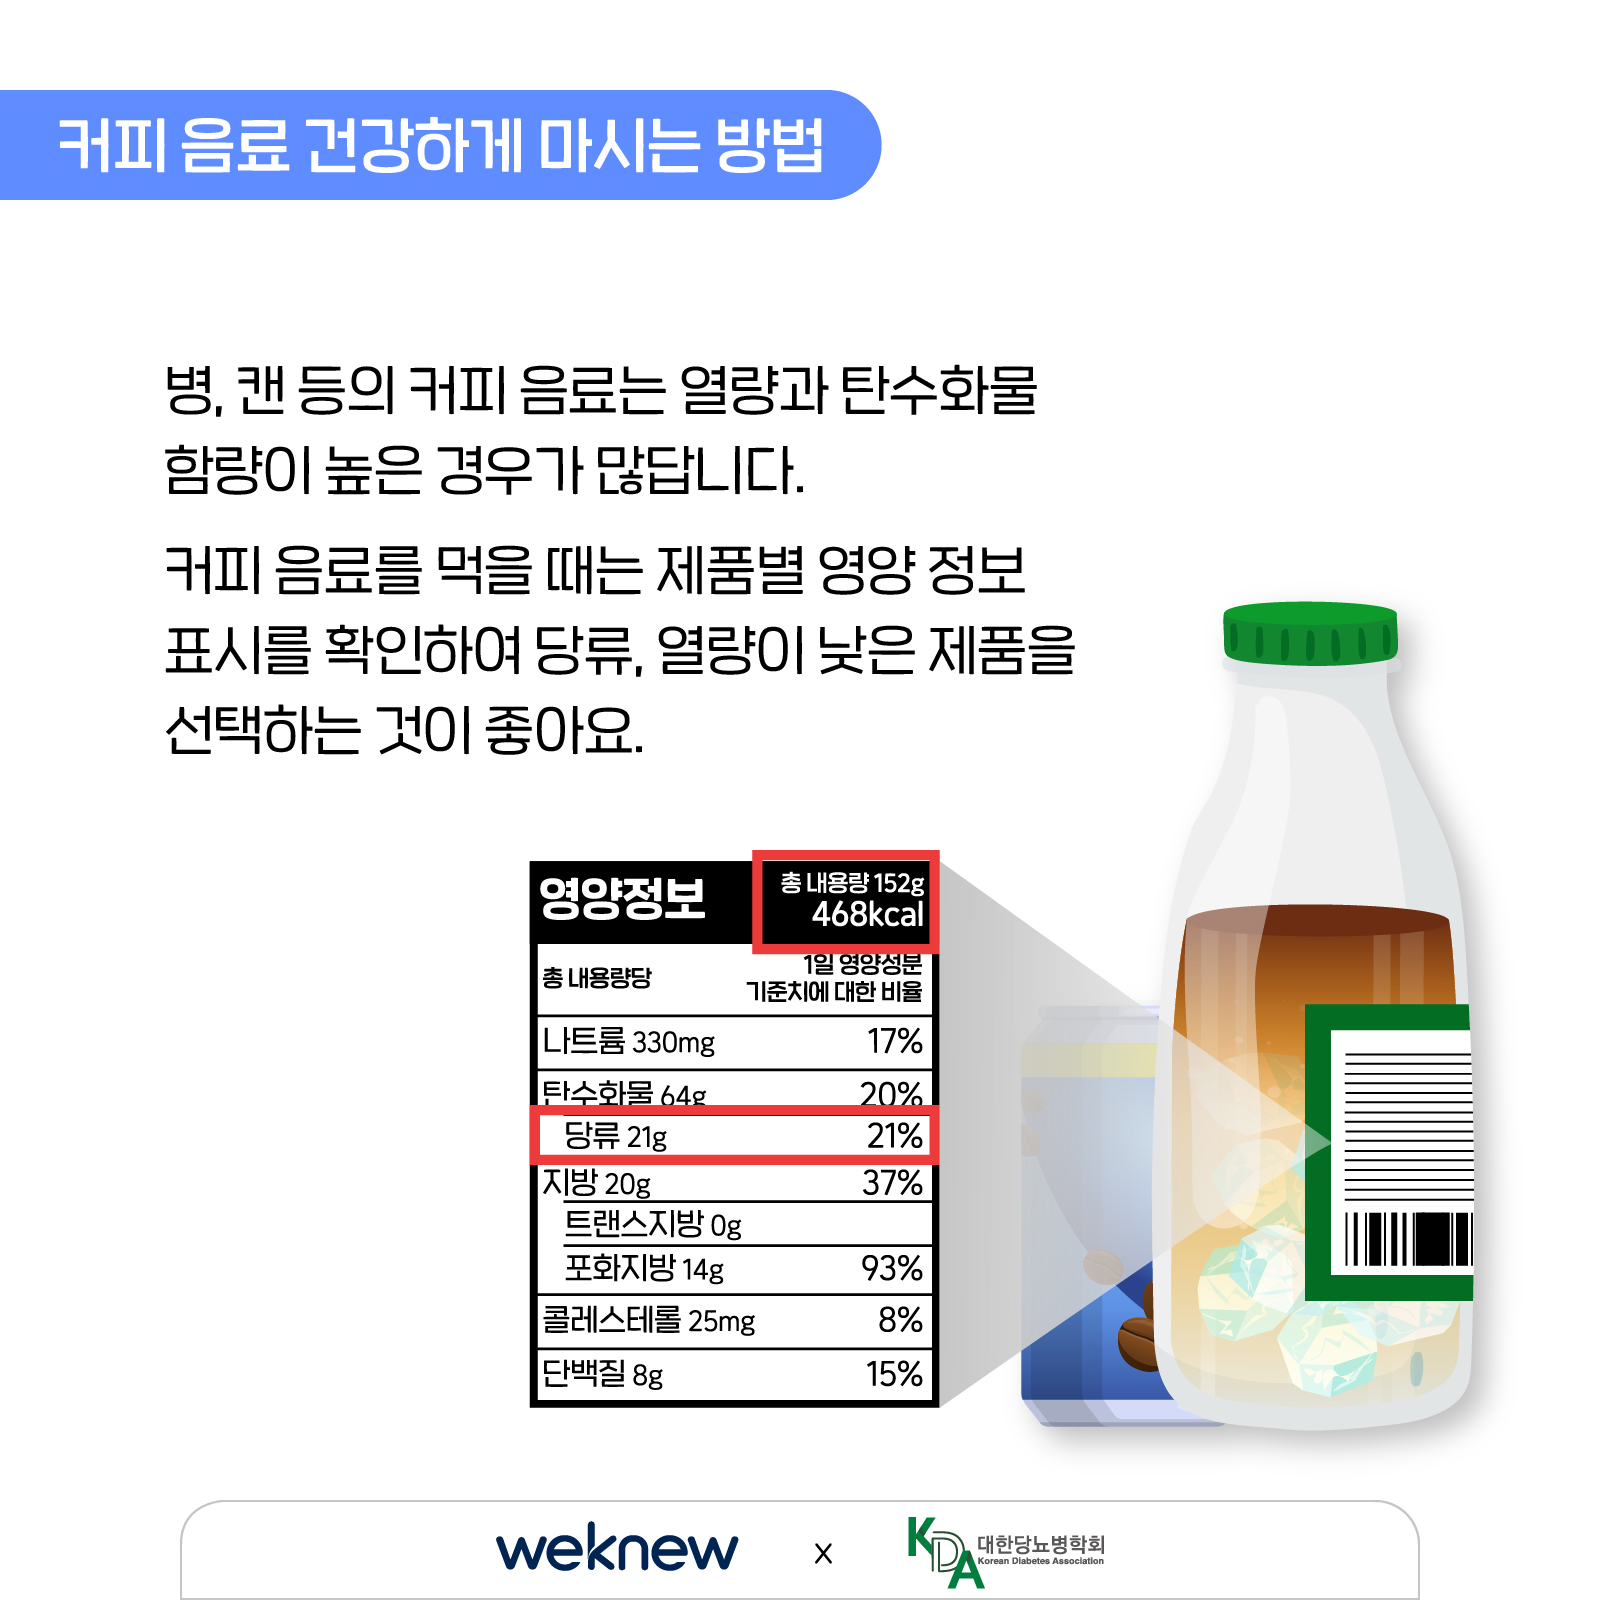 커피 음료 건강하게 마시는 방법
병, 캔 등의 커피 음료는 열량과 탄수화물
함량이 높은 경우가 많답니다.
커피 음료를 먹을 때는 제품별 영양 정보
표시를 확인하여 당류, 열량이 낮은 제품을
선택하는 것이 좋아요.
영양정보
총 내용량 152g
468kcal
총 내용량당
1일 영양성분
기준치에 대한 비율
나트륨 330mg 17%
탄수화물 64g 20%
당류 21g 21%
지방 20g 37%
트랜스지방 0g
포화지방 14g 93%
콜레스테롤 25mg 8%
단백질 8g 15%
weknew x KDA 대한당뇨병학회
Korean Diabetes Association